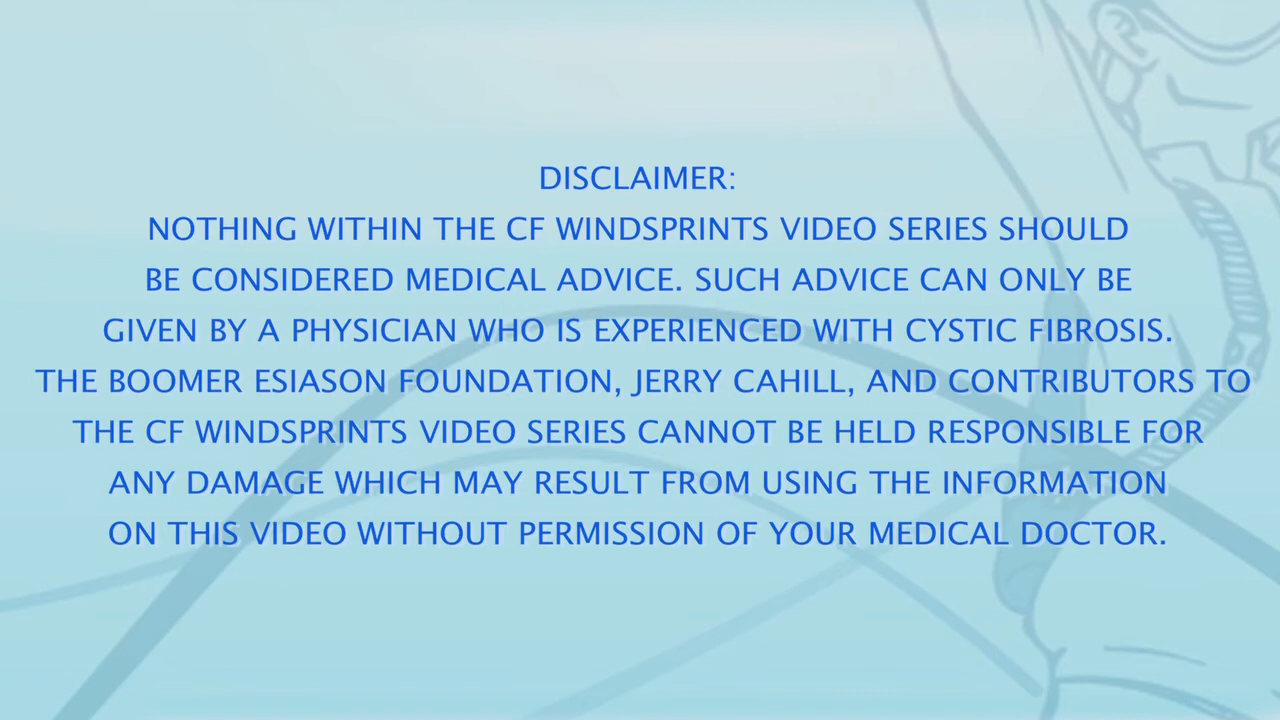 DISCLAIMER:
NOTHING WITHIN THE CF WINDSPRINTS VIDEO SERIES SHOULD
BE CONSIDERED MEDICAL ADVICE. SUCH ADVICE CAN ONLY BE
GIVEN BY A PHYSICIAN WHO IS EXPERIENCED WITH CYSTIC FIBROSIS.
THE BOOMER ESIASON FOUNDATION, JERRY CAHILL, AND CONTRIBUTORS TO
THE CF WINDSPRINTS VIDEO SERIES CANNOT BE HELD RESPONSIBLE FOR
ANY DAMAGE WHICH MAY RESULT FROM USING THE INFORMATION
ON THIS VIDEO WITHOUT PERMISSION OF YOUR MEDICAL DOCTOR.